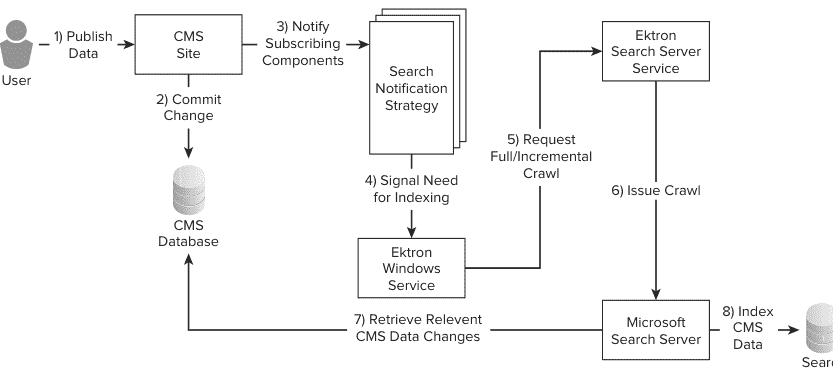 User
1) Publish
Data
CMS
Site
2) Commit
Change
CMS
Database
3) Notify
Subscribing
Components
Search
Notification
Strategy
4) Signal Need
for Indexing
Ektron
Windows
Service
5) Request
Full/Incremental
Crawl
Ektron
Search Server
Service
6) Issue Crawl
Microsoft
Search Server
7) Retrieve Relevent
CMS Data Changes
8) Index
CMS
Data
Search